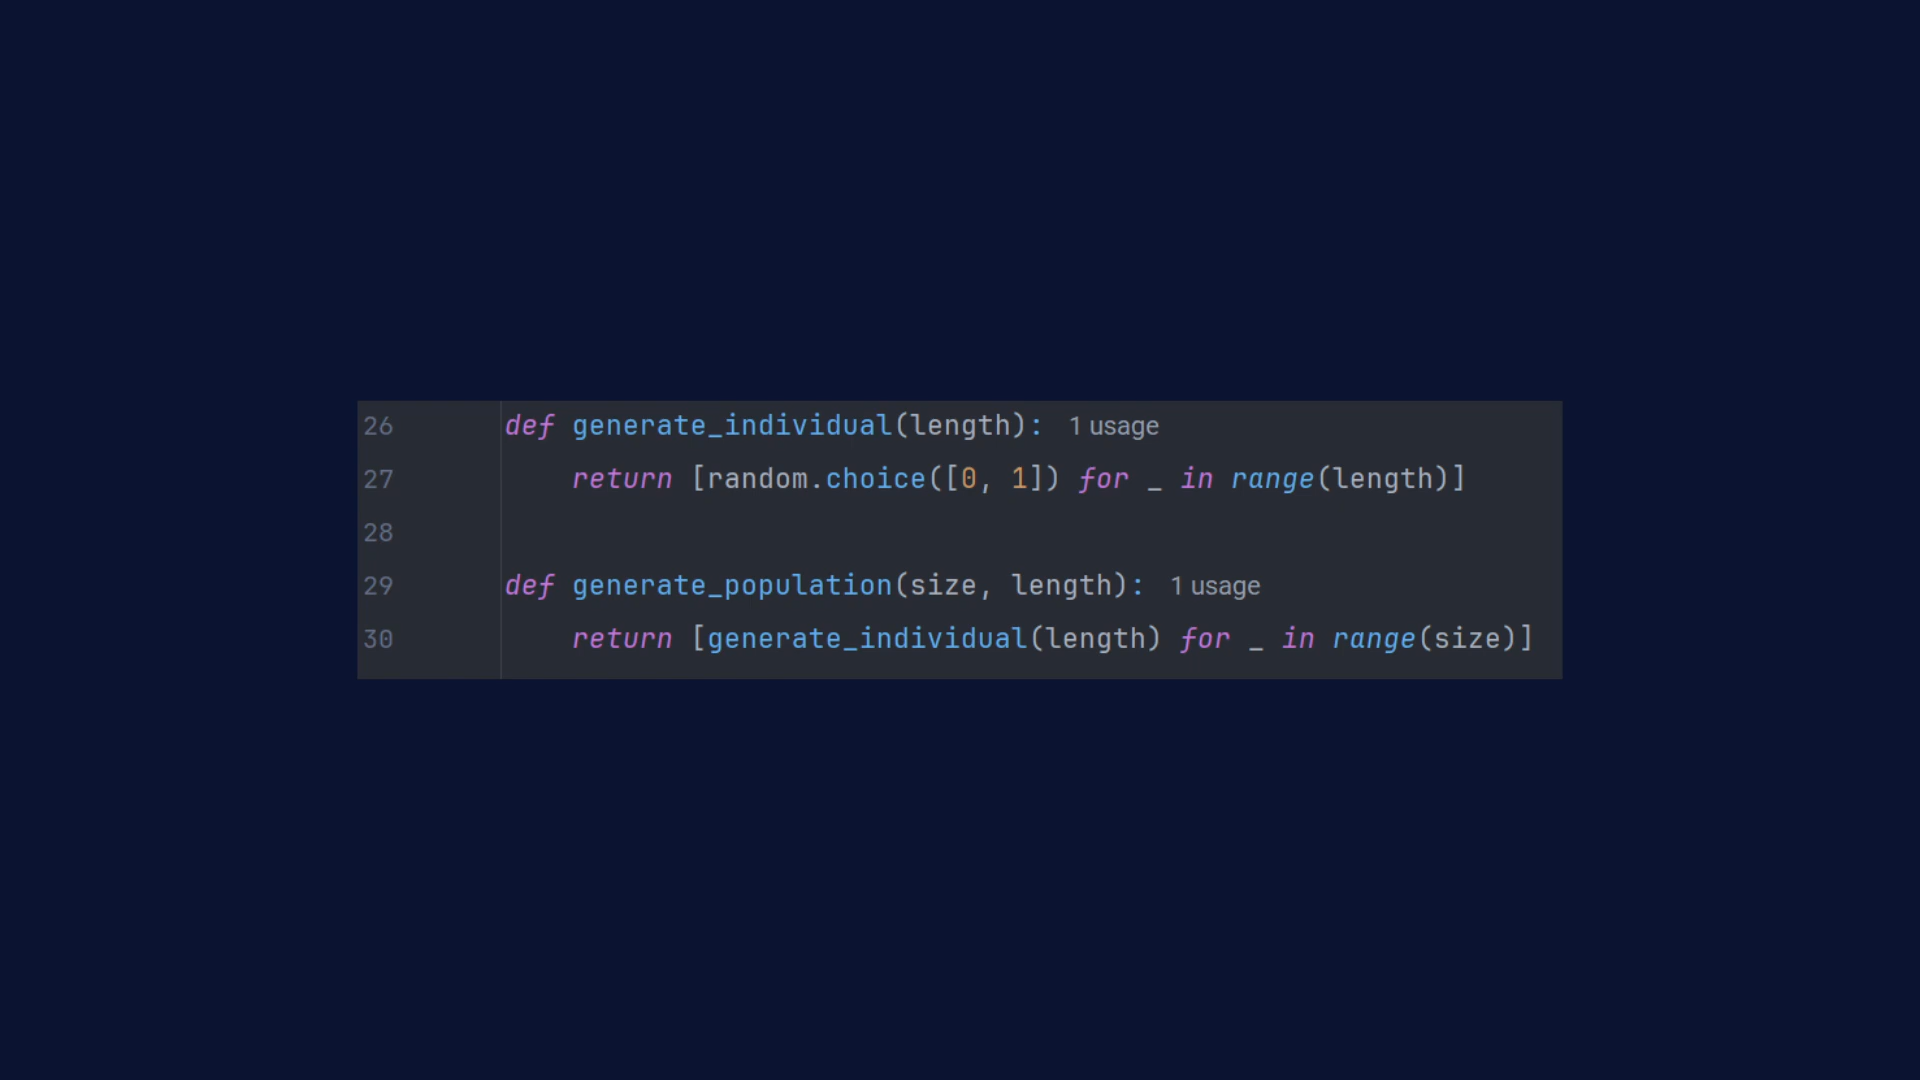 26 def generate_individual(length): 1 usage
27 return [random.choice([0, 1]) for _ in range(length)]
28
29 def generate_population(size, length): 1 usage
30 return [generate_individual(length) for _ in range(size)]